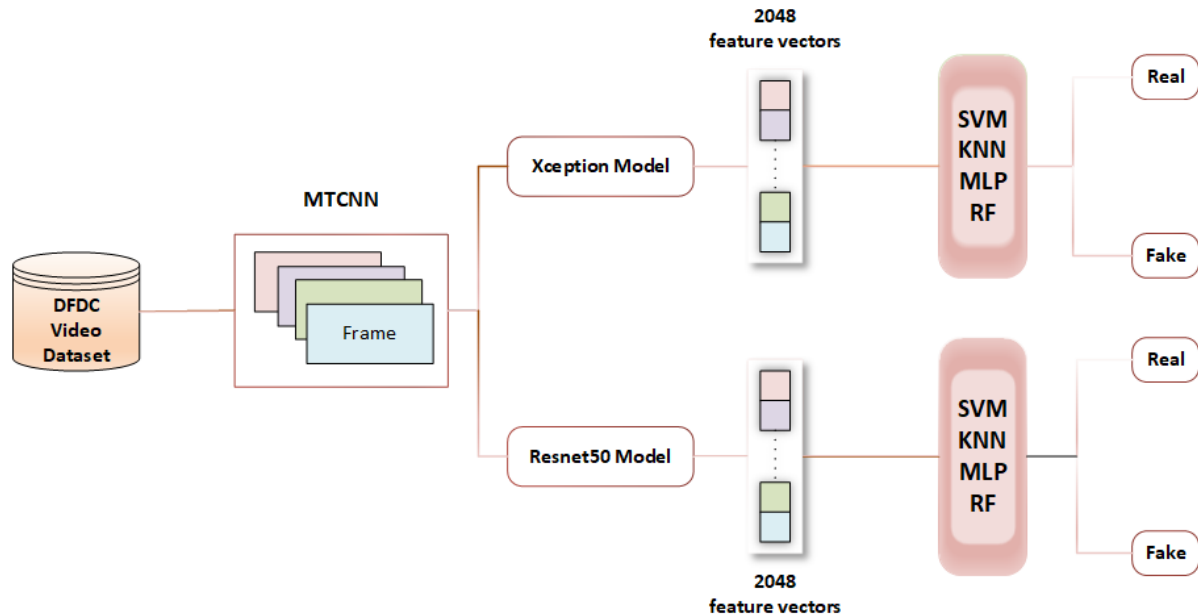 2048
feature vectors
SVM
KNN
MLP
RF
Real
Fake
Xception Model
MTCNN
Frame
DFDC
Video
Dataset
Resnet50 Model
SVM
KNN
MLP
RF
Real
Fake
2048
feature vectors